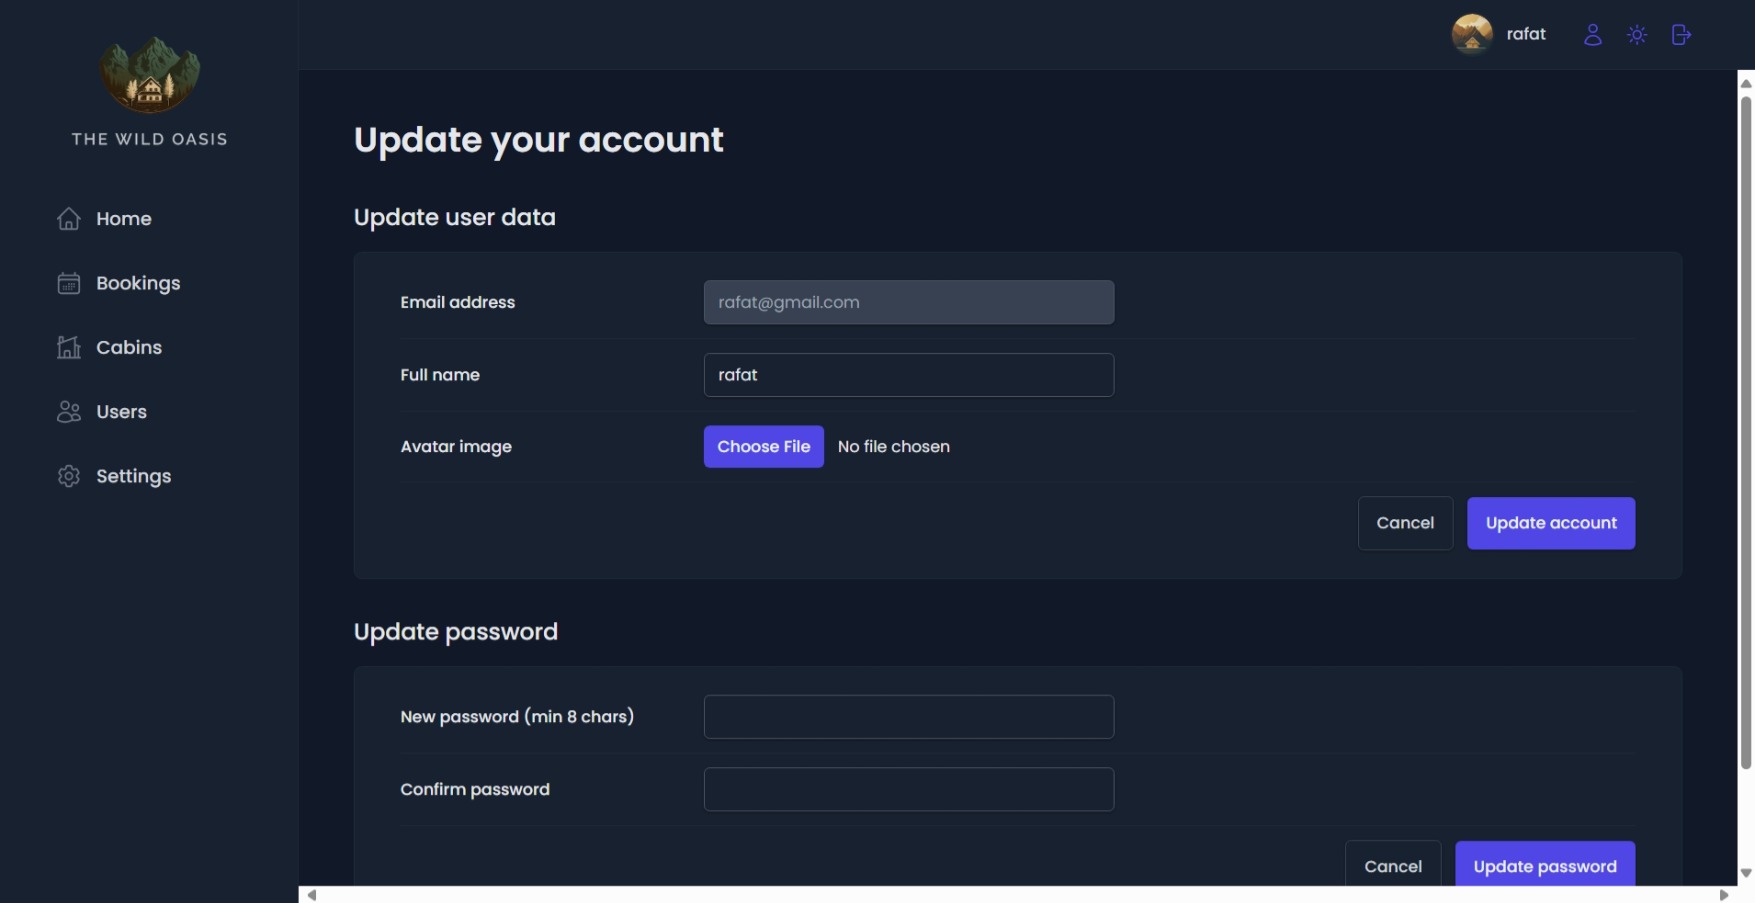 rafat
THE WILD OASIS
Home
Bookings
Cabins
Users
Settings
Update your account
Update user data
Email address
rafat@gmail.com
Full name
rafat
Avatar image
Choose File No file chosen
Cancel
Update account
Update password
New password (min 8 chars)
Confirm password
Cancel
Update password